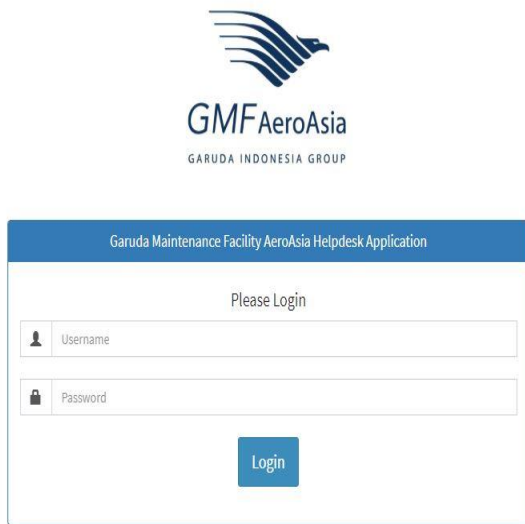 GMF AeroAsia
GARUDA INDONESIA GROUP
Garuda Maintenance Facility AeroAsia Helpdesk Application
Please Login
Username
Password
Login